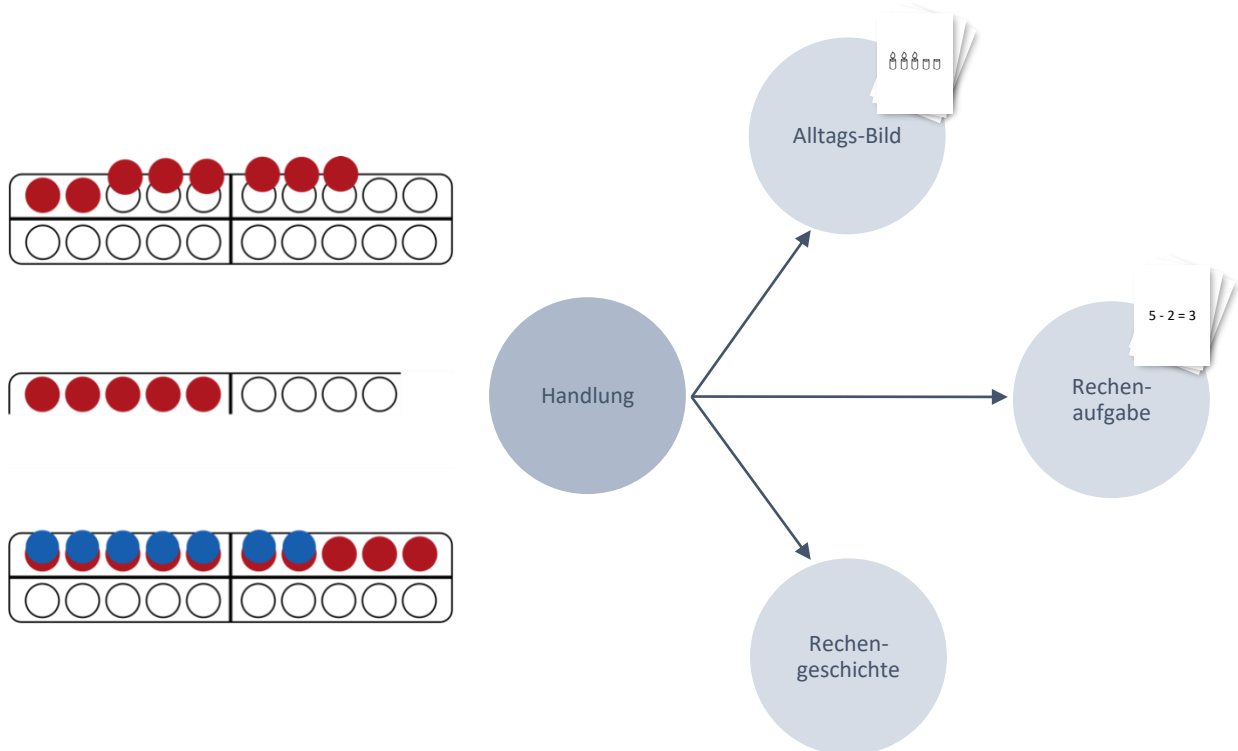 Alltags-Bild
5 - 2 = 3
Handlung
Rechen-
aufgabe
Rechen-
geschichte